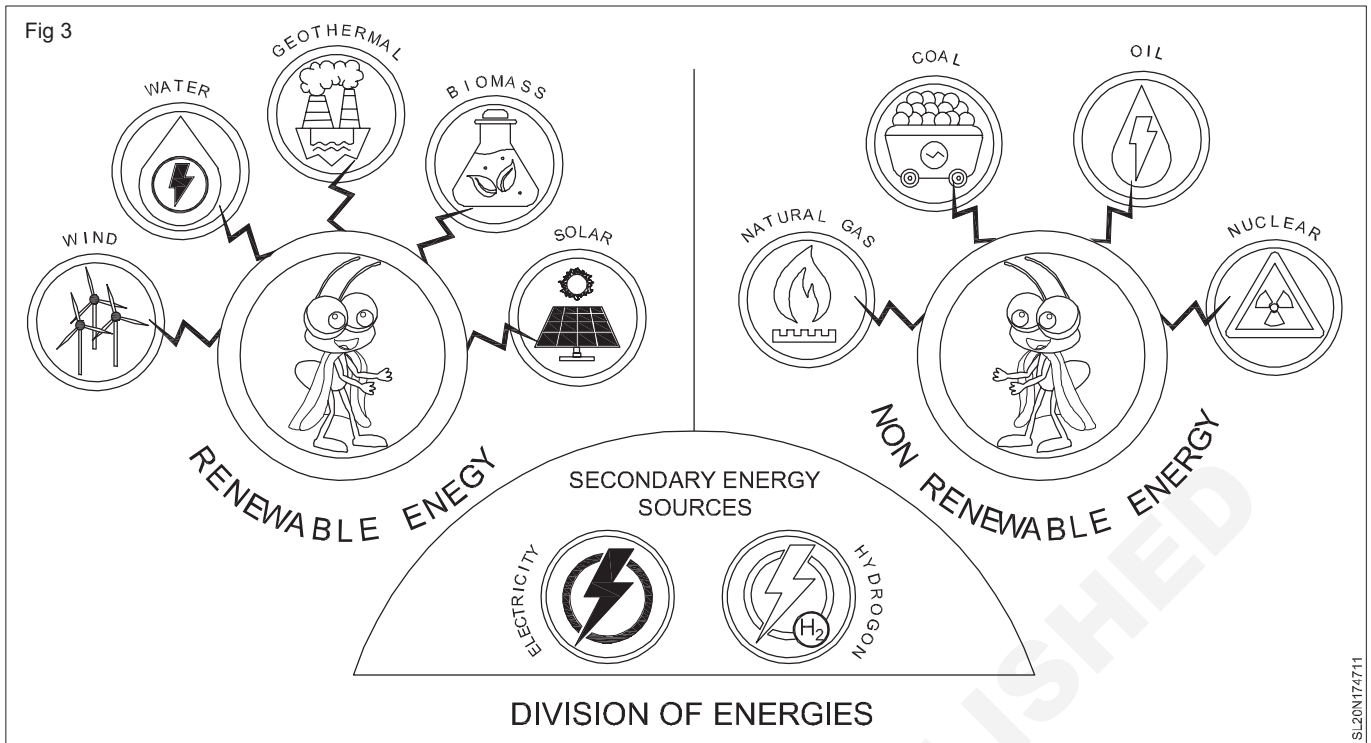 Fig 3
WIND
WATER
GEOTHERMAL
BIOMASS
SOLAR
RENEWABLE ENEGY
NATURAL GAS
COAL
OIL
NUCLEAR
NON RENEWABLE ENERGY
SECONDARY ENERGY
SOURCES
ELECTRICITY
HYDROGON
H2
DIVISION OF ENERGIES
SL20N174711
LISHED